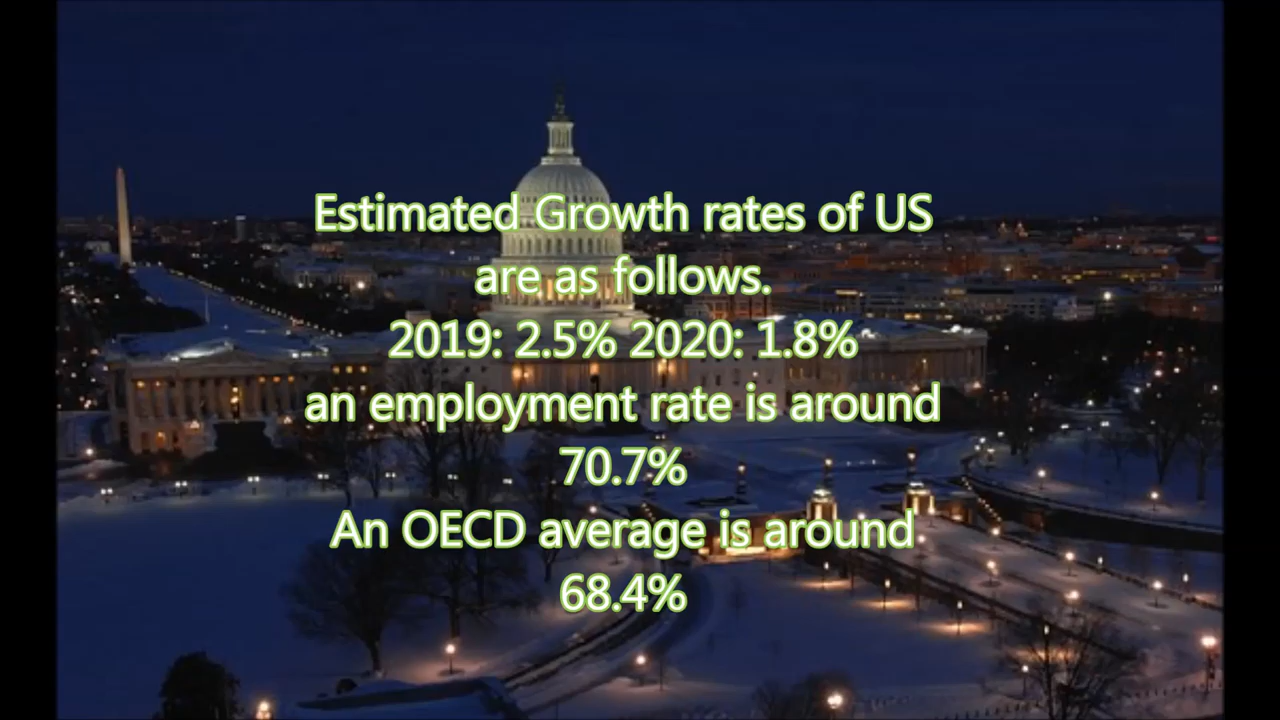 Estimated Growth rates of US
are as follows.
2019: 2.5% 2020: 1.8%
an employment rate is around
70.7%
An OECD average is around
68.4%